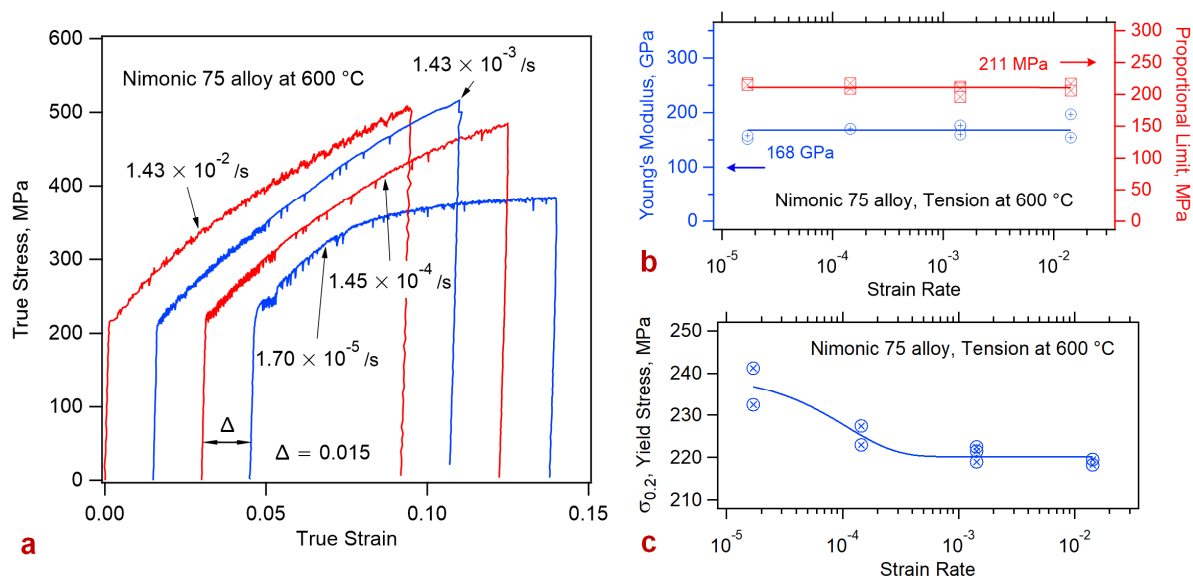 600
500
400
300
200
100
0
True Stress, MPa
Nimonic 75 alloy at 600 °C
1.43 × 10⁻³ /s
1.43 × 10⁻² /s
1.45 × 10⁻⁴ /s
1.70 × 10⁻⁵ /s
Δ
Δ = 0.015
0.00
0.05
0.10
0.15
True Strain
a
Young's Modulus, GPa
300
200
100
0
211 MPa
168 GPa
Nimonic 75 alloy, Tension at 600 °C
300
250
200
150
100
50
0
Proportional Limit, MPa
10⁻⁵
10⁻⁴
10⁻³
10⁻²
Strain Rate
b
σ0.2, Yield Stress, MPa
250
240
230
220
210
Nimonic 75 alloy, Tension at 600 °C
10⁻⁵
10⁻⁴
10⁻³
10⁻²
Strain Rate
c